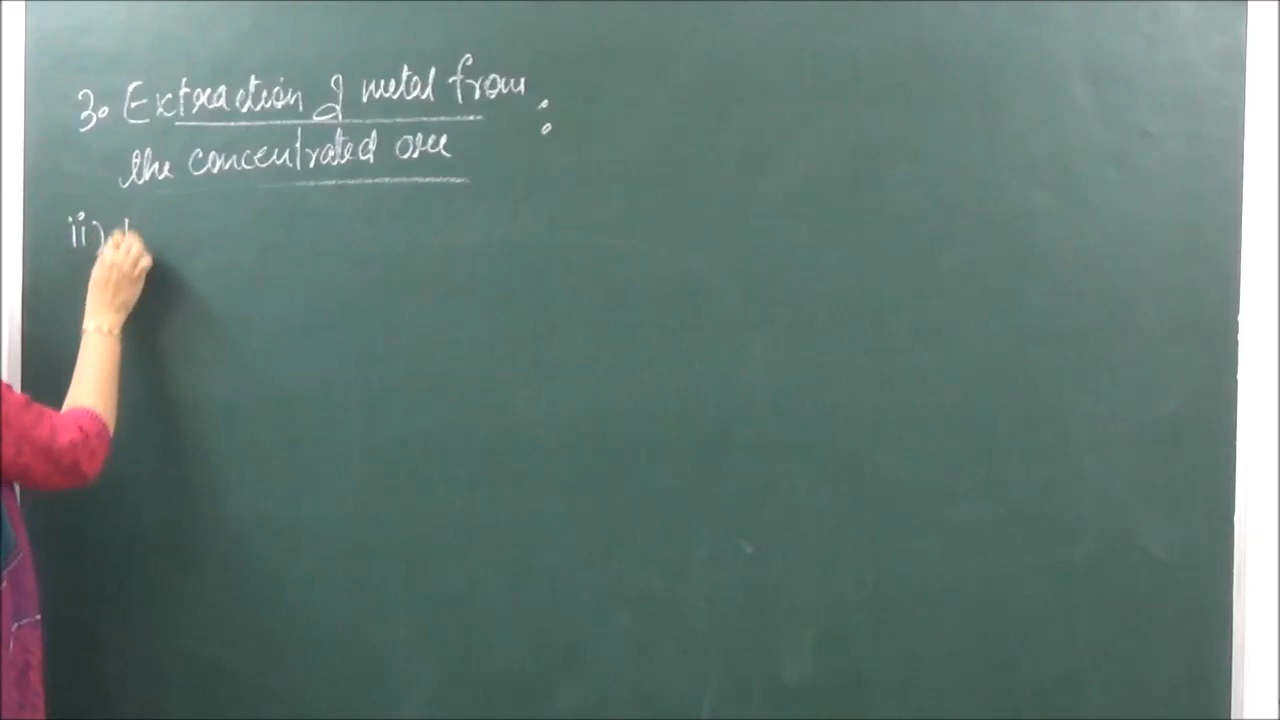 3. Extraction of metal from :
the concentrated ore
ii)